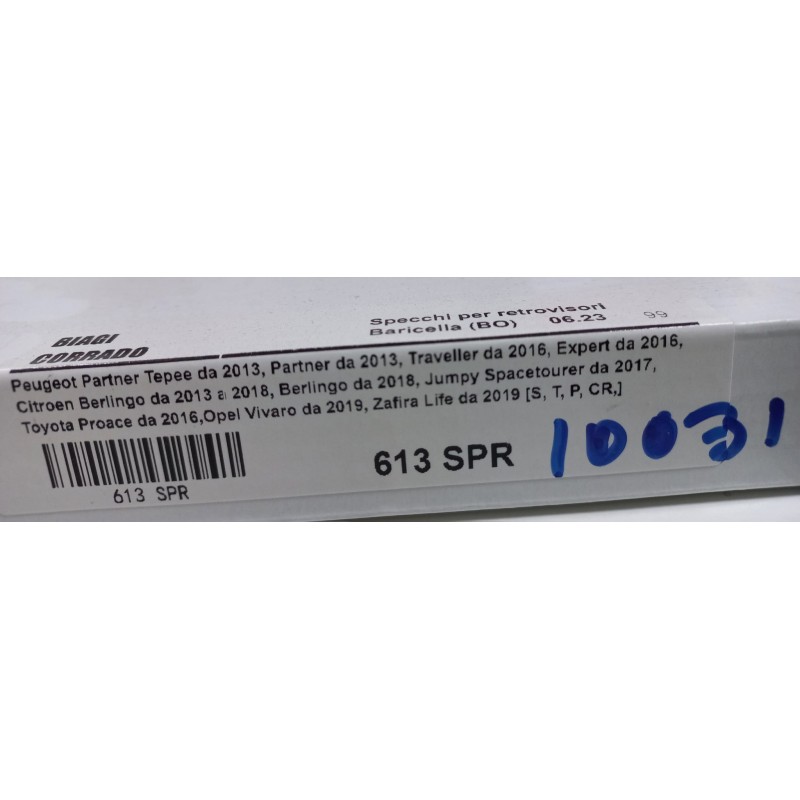 BIAGI
CORRADO
Specchi per retrovisori
Baricella (BO) 06.23 99
Peugeot Partner Tepee da 2013, Partner da 2013, Traveller da 2016, Expert da 2016,
Citroen Berlingo da 2013 a 2018, Berlingo da 2018, Jumpy Spacetourer da 2017,
Toyota Proace da 2016,Opel Vivaro da 2019, Zafira Life da 2019 [S, T, P, CR,]
613 SPR
613 SPR
10031